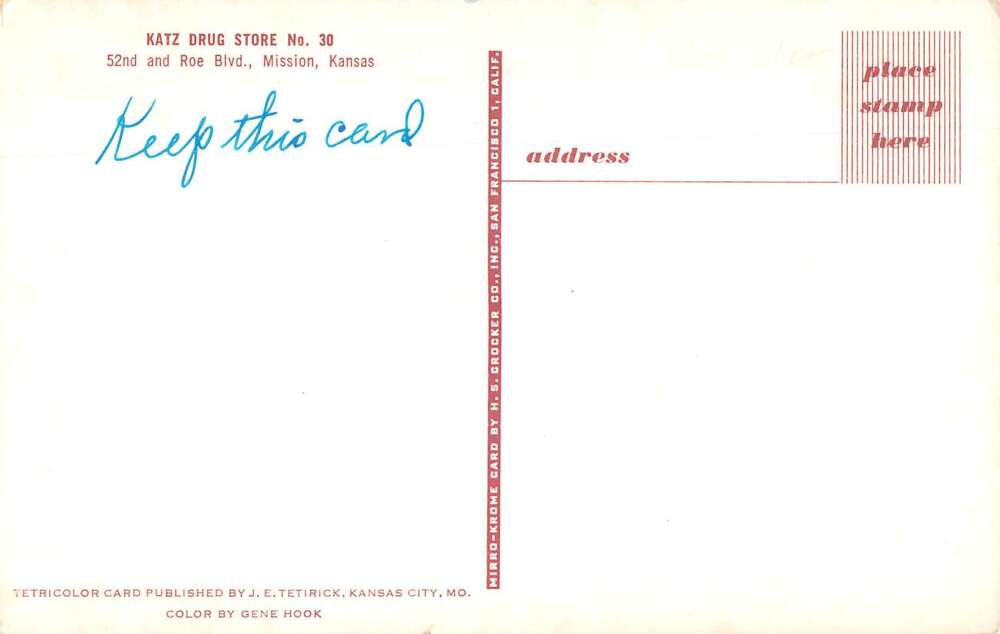 KATZ DRUG STORE No. 30
52nd and Roe Blvd., Mission, Kansas
Keep this card
MIRRO-KROME CARD BY H. S. CROCKER CO., INC., SAN FRANCISCO 1, CALIF.
place
stamp
here
address
TETRICOLOR CARD PUBLISHED BY J. E. TETIRICK, KANSAS CITY, MO.
COLOR BY GENE HOOK